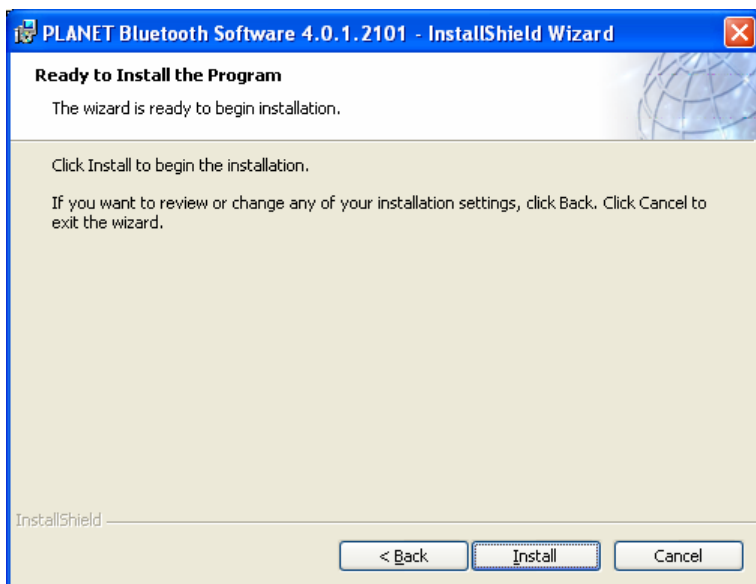 PLANET Bluetooth Software 4.0.1.2101 - InstallShield Wizard
Ready to Install the Program
The wizard is ready to begin installation.
Click Install to begin the installation.
If you want to review or change any of your installation settings, click Back. Click Cancel to
exit the wizard.
InstallShield
< Back
Install
Cancel